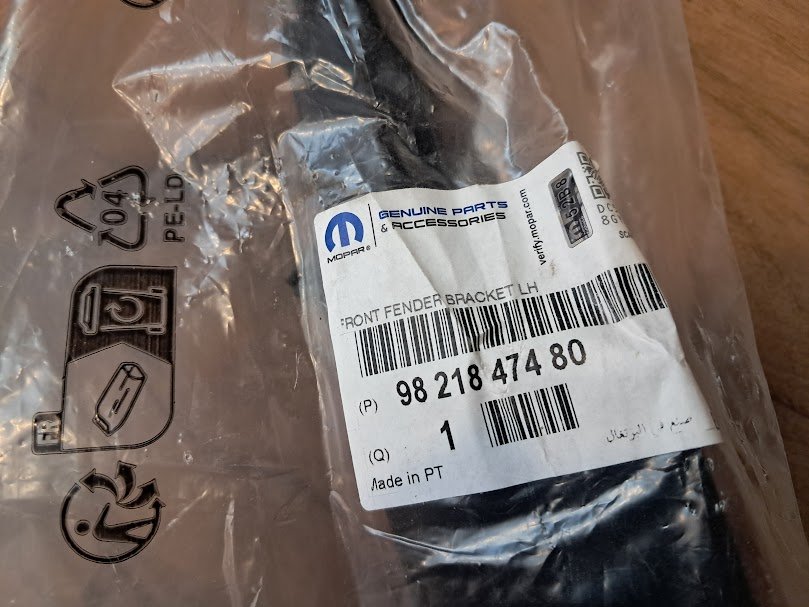 04
PE-LD
FR
MOPAR®
GENUINE PARTS
& ACCESSORIES
verify.mopar.com
FRONT FENDER BRACKET LH
(P) 98 218 474 80
(Q) 1
Made in PT
صنع في البرتغال